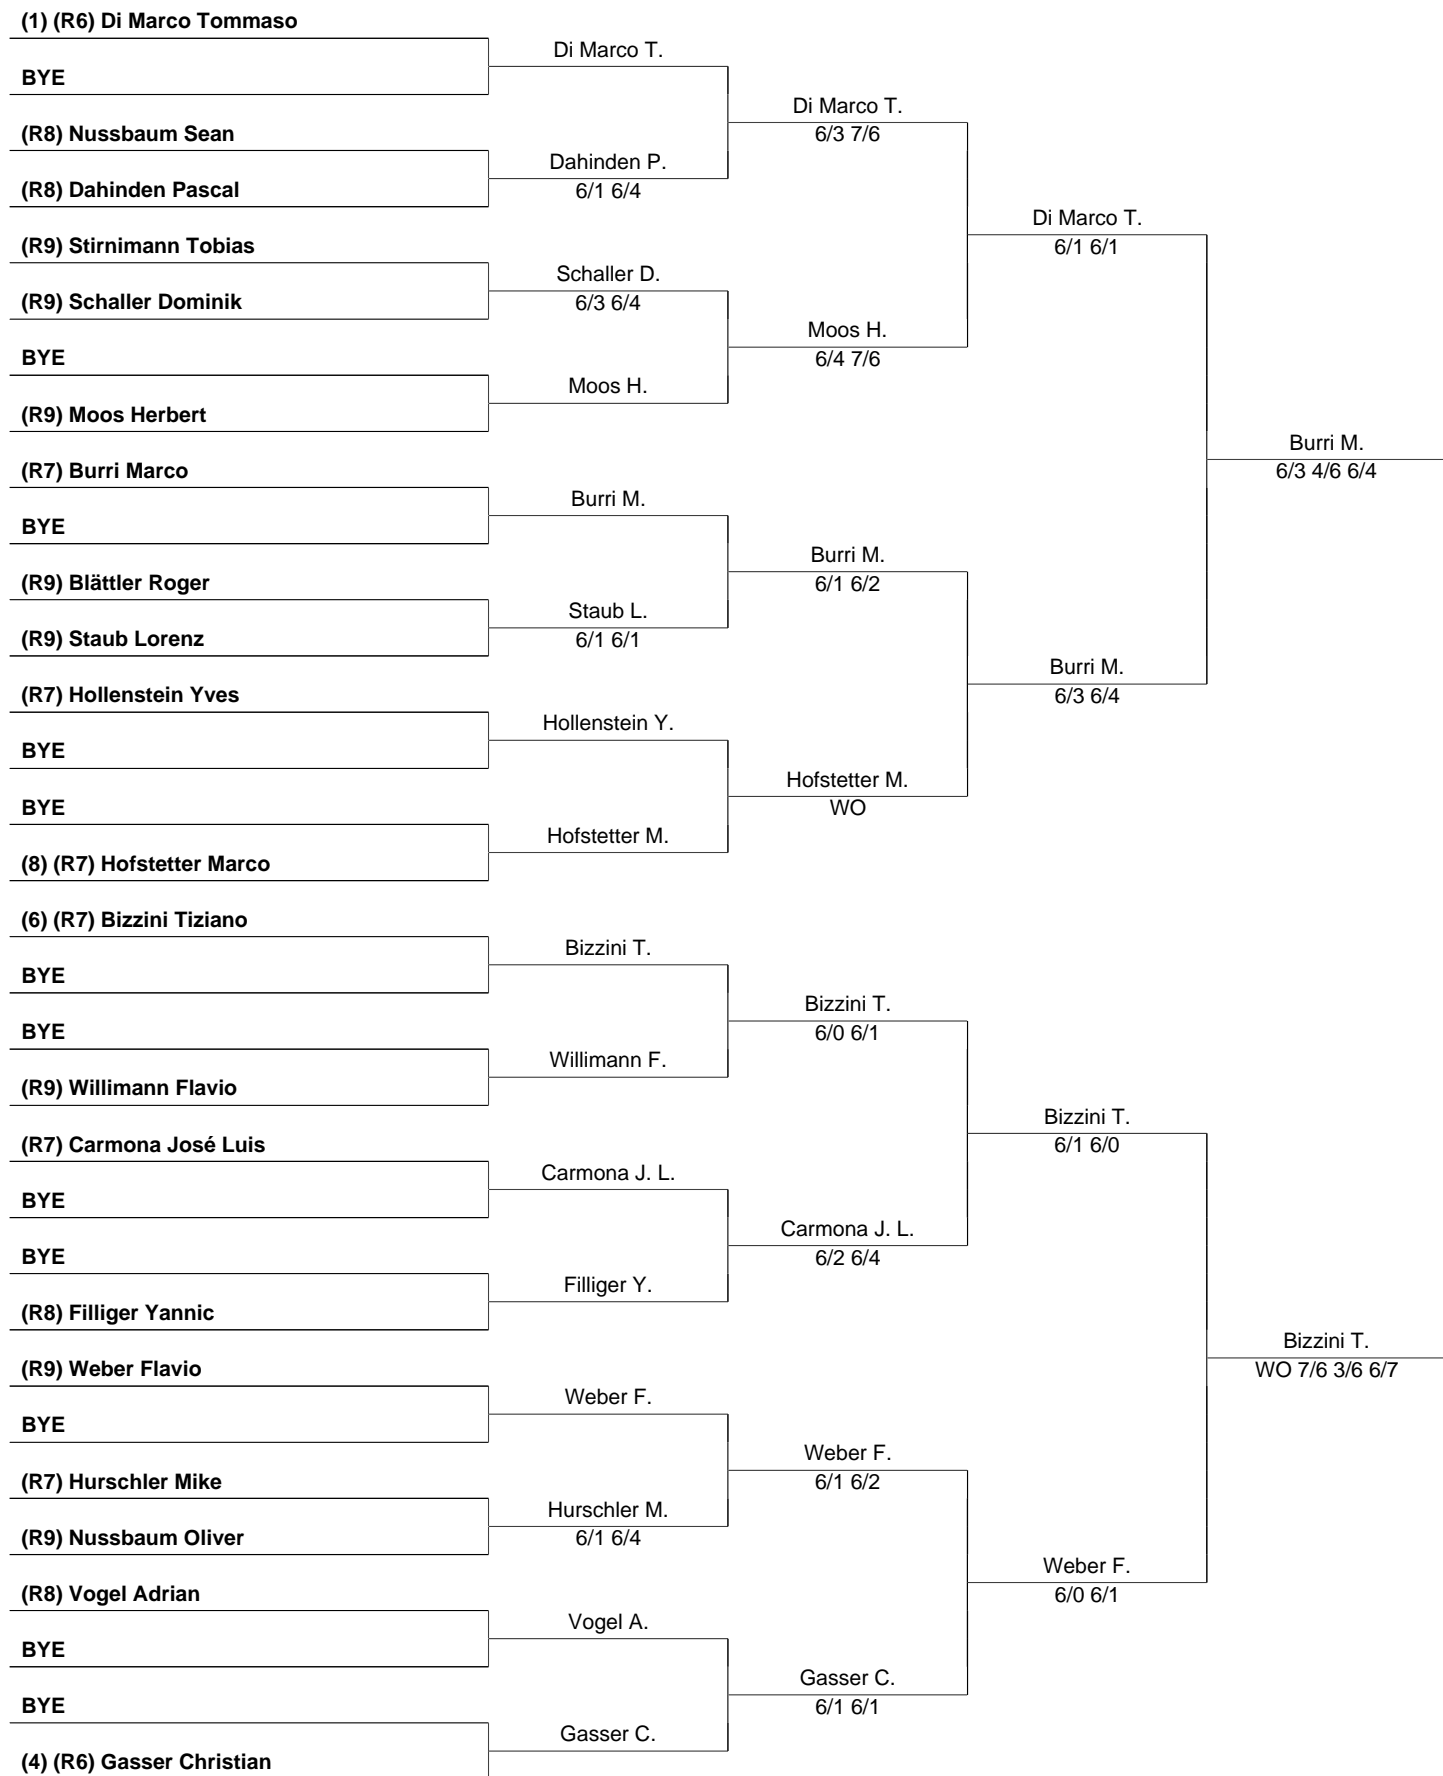 (1) (R6) Di Marco Tommaso
Di Marco T.
BYE
Di Marco T.
6/3 7/6
(R8) Nussbaum Sean
Dahinden P.
6/1 6/4
(R8) Dahinden Pascal
Di Marco T.
6/1 6/1
(R9) Stirnimann Tobias
Schaller D.
6/3 6/4
(R9) Schaller Dominik
Moos H.
6/4 7/6
BYE
Moos H.
(R9) Moos Herbert
Burri M.
6/3 4/6 6/4
(R7) Burri Marco
Burri M.
BYE
Burri M.
6/1 6/2
(R9) Blättler Roger
Staub L.
6/1 6/1
(R9) Staub Lorenz
Burri M.
6/3 6/4
(R7) Hollenstein Yves
Hollenstein Y.
BYE
Hofstetter M.
WO
BYE
Hofstetter M.
(8) (R7) Hofstetter Marco
(6) (R7) Bizzini Tiziano
Bizzini T.
BYE
Bizzini T.
6/0 6/1
BYE
Willimann F.
(R9) Willimann Flavio
Bizzini T.
6/1 6/0
(R7) Carmona José Luis
Carmona J. L.
BYE
Carmona J. L.
6/2 6/4
BYE
Filliger Y.
(R8) Filliger Yannic
Bizzini T.
WO 7/6 3/6 6/7
(R9) Weber Flavio
Weber F.
BYE
Weber F.
6/1 6/2
(R7) Hurschler Mike
Hurschler M.
6/1 6/4
(R9) Nussbaum Oliver
Weber F.
6/0 6/1
(R8) Vogel Adrian
Vogel A.
BYE
Gasser C.
6/1 6/1
BYE
Gasser C.
(4) (R6) Gasser Christian